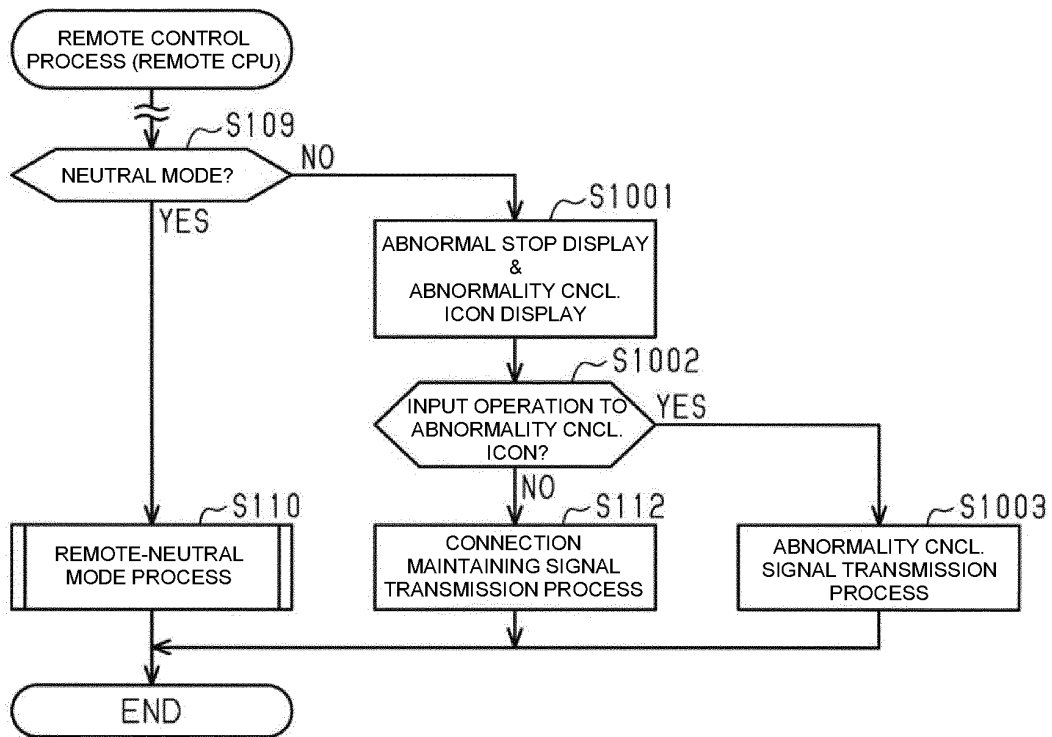 REMOTE CONTROL
PROCESS (REMOTE CPU)
S109
NEUTRAL MODE?
NO
YES
S1001
ABNORMAL STOP DISPLAY
&
ABNORMALITY CNCL.
ICON DISPLAY
S1002
INPUT OPERATION TO
ABNORMALITY CNCL.
ICON?
YES
NO
S110
REMOTE-NEUTRAL
MODE PROCESS
S112
CONNECTION
MAINTAINING SIGNAL
TRANSMISSION PROCESS
S1003
ABNORMALITY CNCL.
SIGNAL TRANSMISSION
PROCESS
END